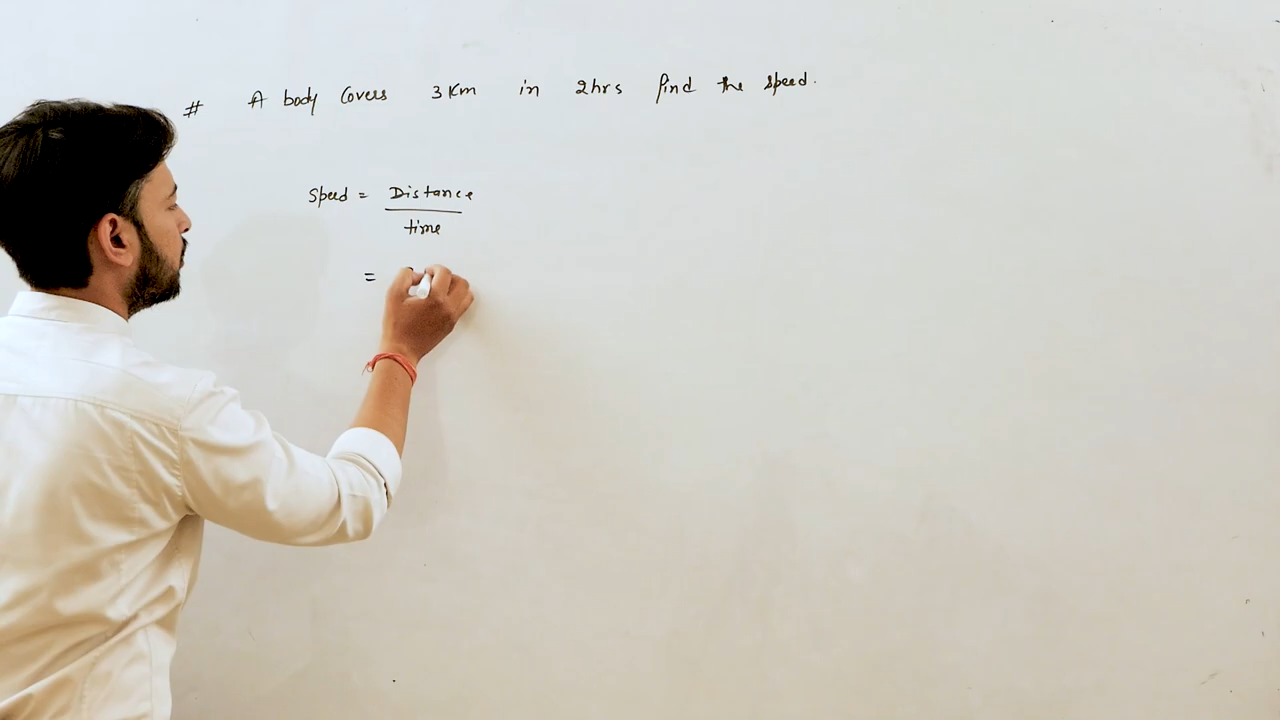 # A body Covers 3 Km in 2hrs find the speed.
Speed = Distance
time
=